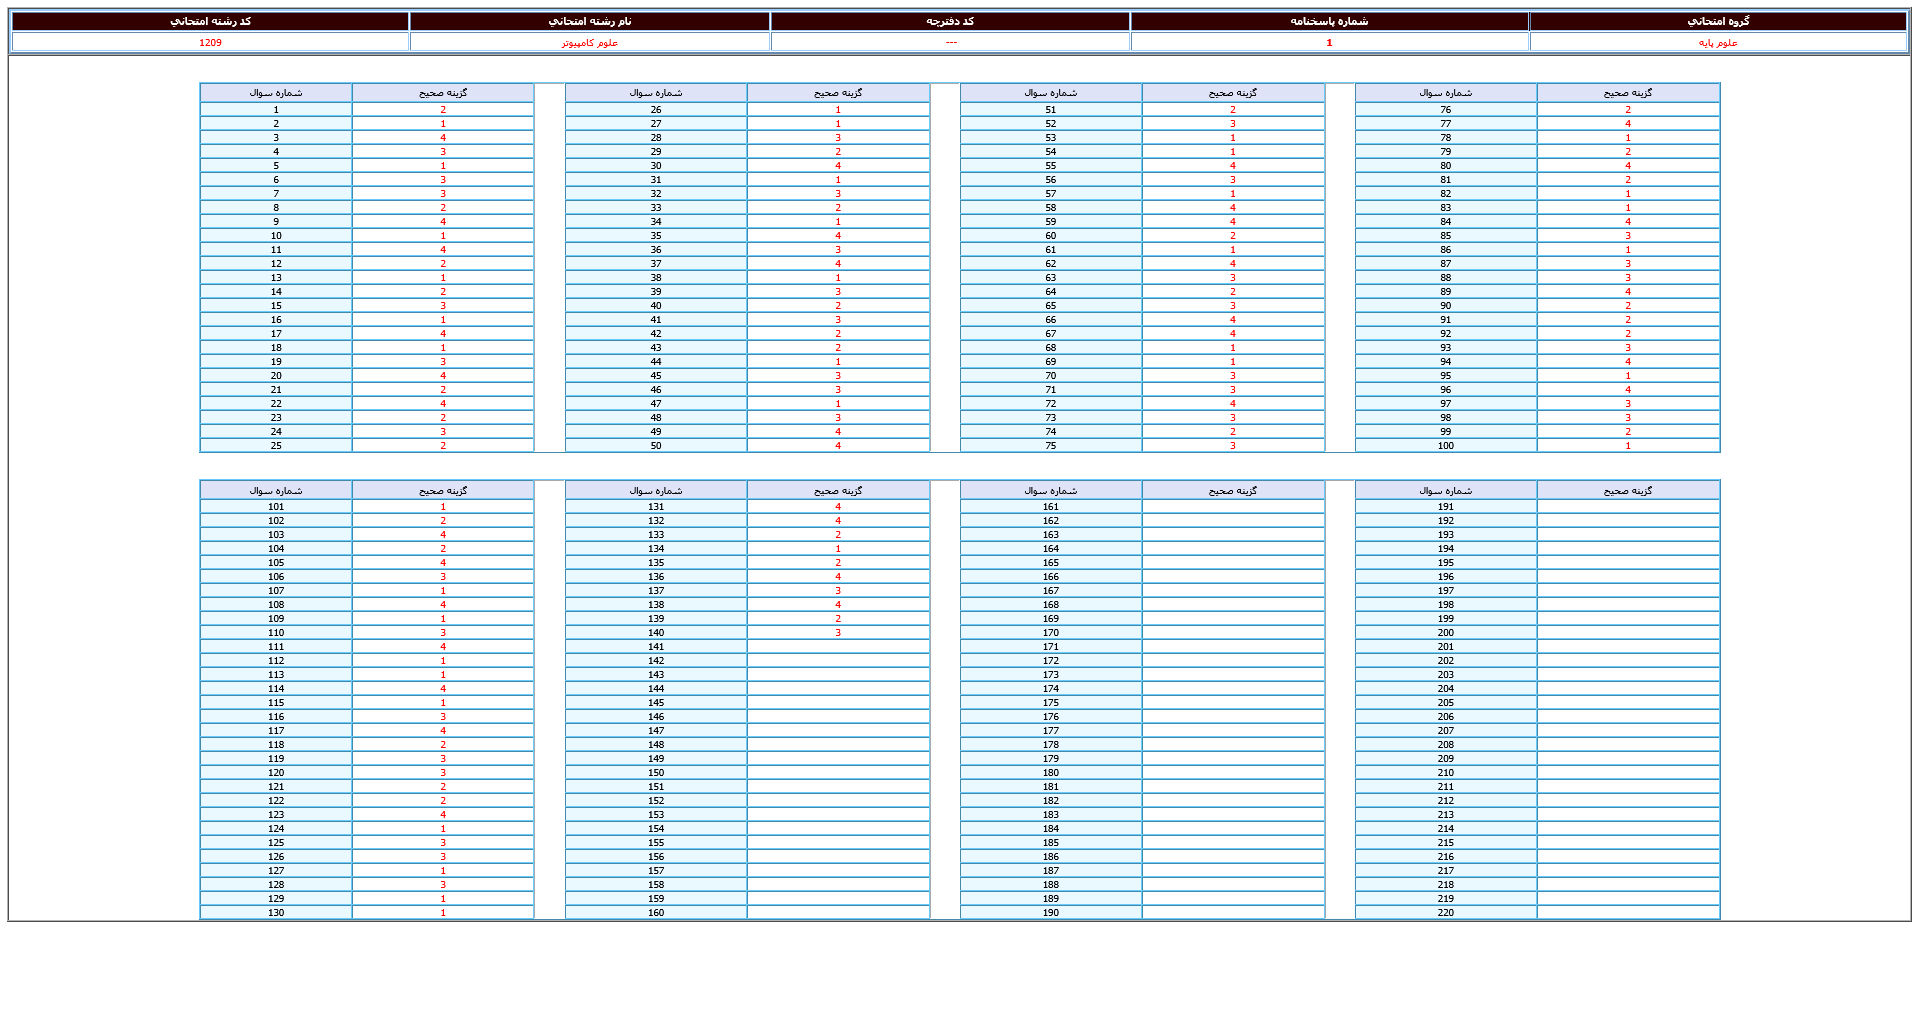 گروه امتحاني شماره پاسخنامه کد دفترچه نام رشته امتحاني کد رشته امتحاني
علوم پايه 1 --- علوم کامپيوتر 1209
شماره سوال گزينه صحيح شماره سوال گزينه صحيح شماره سوال گزينه صحيح شماره سوال گزينه صحيح
1 2 26 1 51 2 76 2
2 1 27 1 52 3 77 4
3 4 28 3 53 1 78 1
4 3 29 2 54 1 79 2
5 1 30 4 55 4 80 4
6 3 31 1 56 3 81 2
7 3 32 3 57 1 82 1
8 2 33 2 58 4 83 1
9 4 34 1 59 4 84 4
10 1 35 4 60 2 85 3
11 4 36 3 61 1 86 1
12 2 37 4 62 4 87 3
13 1 38 1 63 3 88 3
14 2 39 3 64 2 89 4
15 3 40 2 65 3 90 2
16 1 41 3 66 4 91 2
17 4 42 2 67 4 92 2
18 1 43 2 68 1 93 3
19 3 44 1 69 1 94 4
20 4 45 3 70 3 95 1
21 2 46 3 71 3 96 4
22 4 47 1 72 4 97 3
23 2 48 3 73 3 98 3
24 3 49 4 74 2 99 2
25 2 50 4 75 3 100 1
شماره سوال گزينه صحيح شماره سوال گزينه صحيح شماره سوال گزينه صحيح شماره سوال گزينه صحيح
101 1 131 4 161 191
102 2 132 4 162 192
103 4 133 2 163 193
104 2 134 1 164 194
105 4 135 2 165 195
106 3 136 4 166 196
107 1 137 3 167 197
108 4 138 4 168 198
109 1 139 2 169 199
110 3 140 3 170 200
111 4 141 171 201
112 1 142 172 202
113 1 143 173 203
114 4 144 174 204
115 1 145 175 205
116 3 146 176 206
117 4 147 177 207
118 2 148 178 208
119 3 149 179 209
120 3 150 180 210
121 2 151 181 211
122 2 152 182 212
123 4 153 183 213
124 1 154 184 214
125 3 155 185 215
126 3 156 186 216
127 1 157 187 217
128 3 158 188 218
129 1 159 189 219
130 1 160 190 220